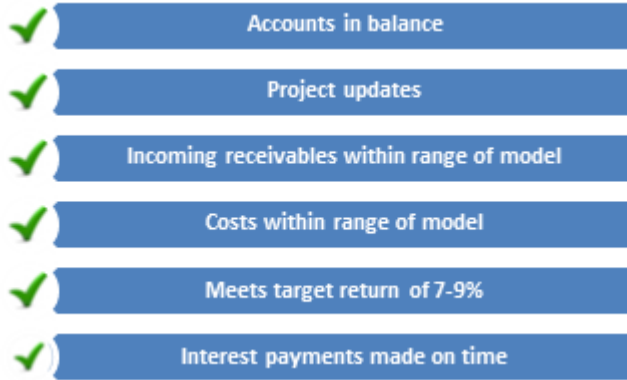 Accounts in balance
Project updates
Incoming receivables within range of model
Costs within range of model
Meets target return of 7-9%
Interest payments made on time